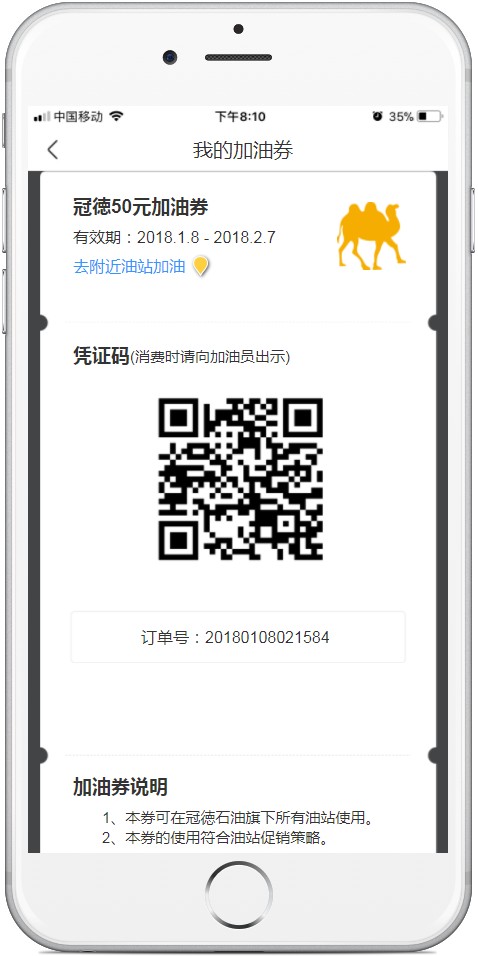 中国移动 下午8:10 35%
我的加油券
冠徳50元加油券
有效期：2018.1.8 - 2018.2.7
去附近油站加油
凭证码(消费时请向加油员出示)
订单号：20180108021584
加油券说明
1、本券可在冠徳石油旗下所有油站使用。
2、本券的使用符合油站促销策略。